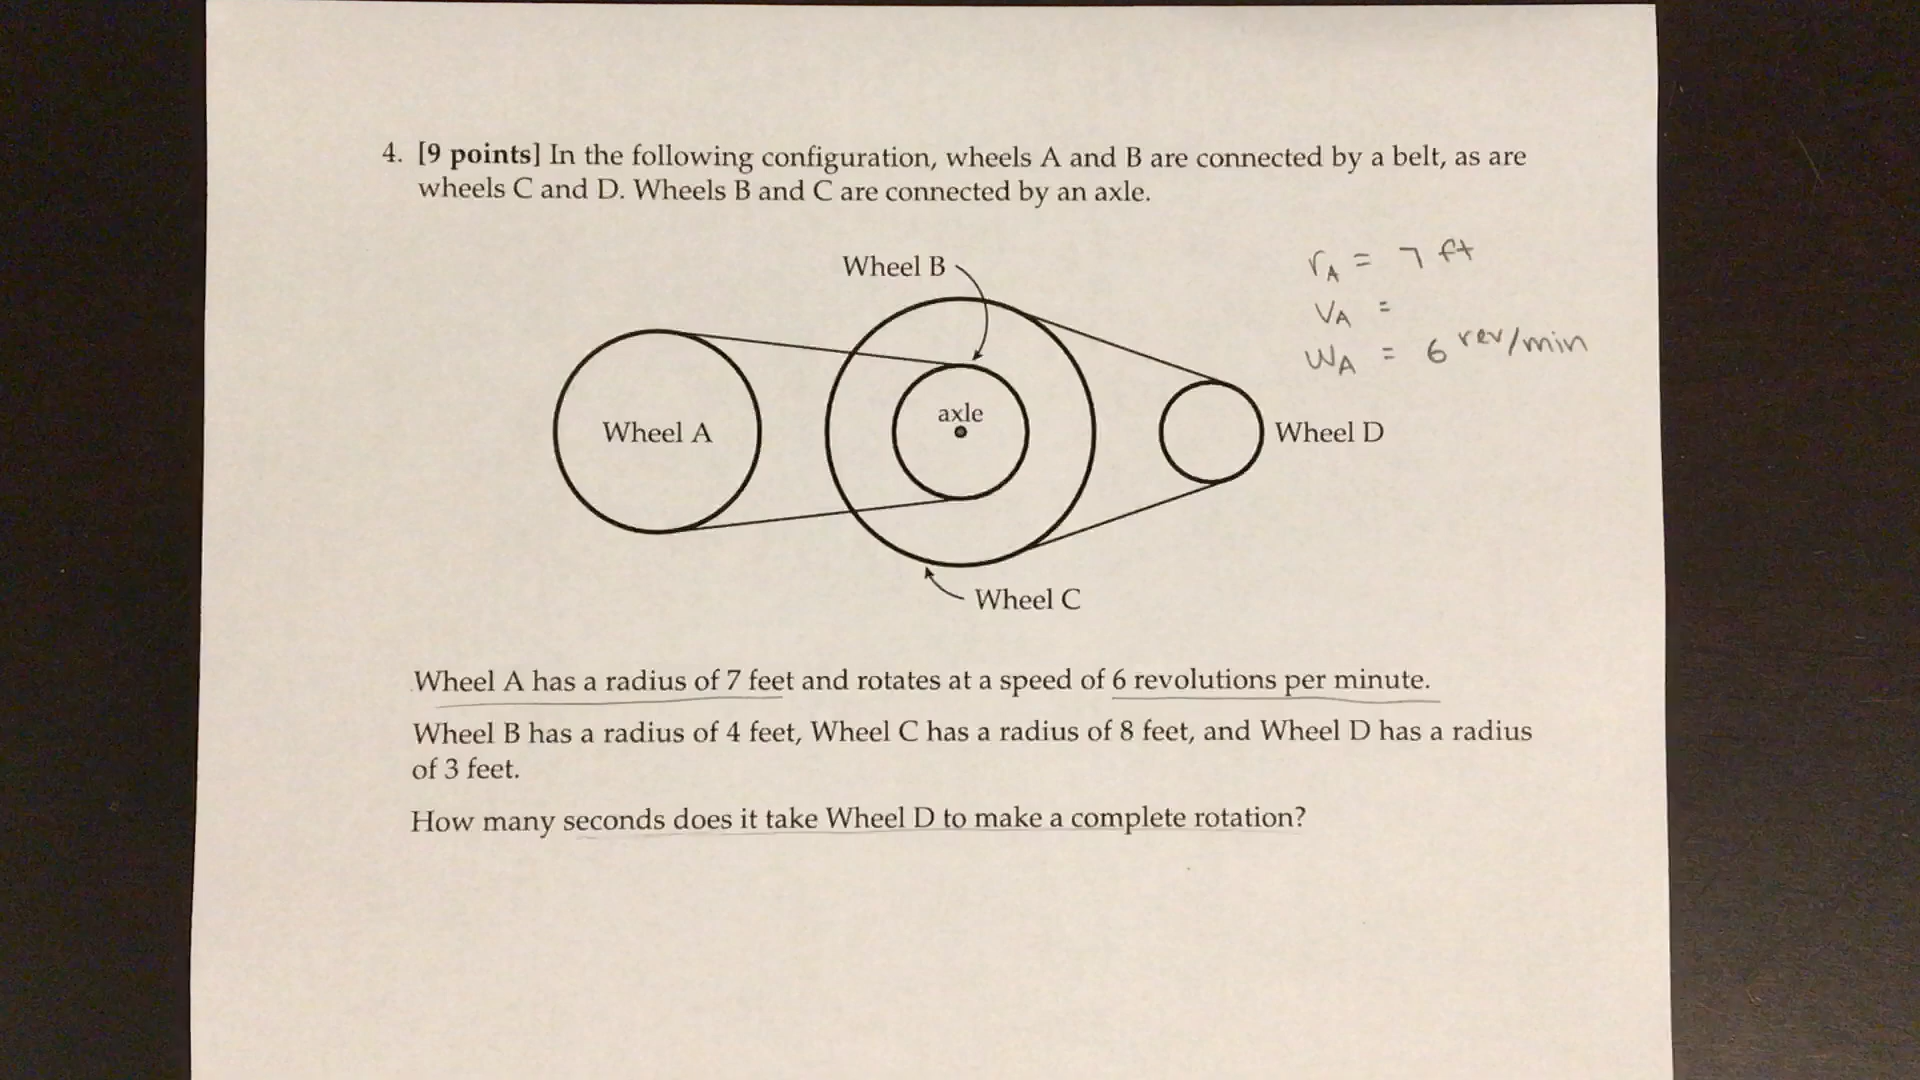 4. [9 points] In the following configuration, wheels A and B are connected by a belt, as are
wheels C and D. Wheels B and C are connected by an axle.
Wheel B
r_A = 7 ft
v_A =
w_A = 6 rev/min
axle
Wheel A
Wheel D
Wheel C
Wheel A has a radius of 7 feet and rotates at a speed of 6 revolutions per minute.
Wheel B has a radius of 4 feet, Wheel C has a radius of 8 feet, and Wheel D has a radius
of 3 feet.
How many seconds does it take Wheel D to make a complete rotation?